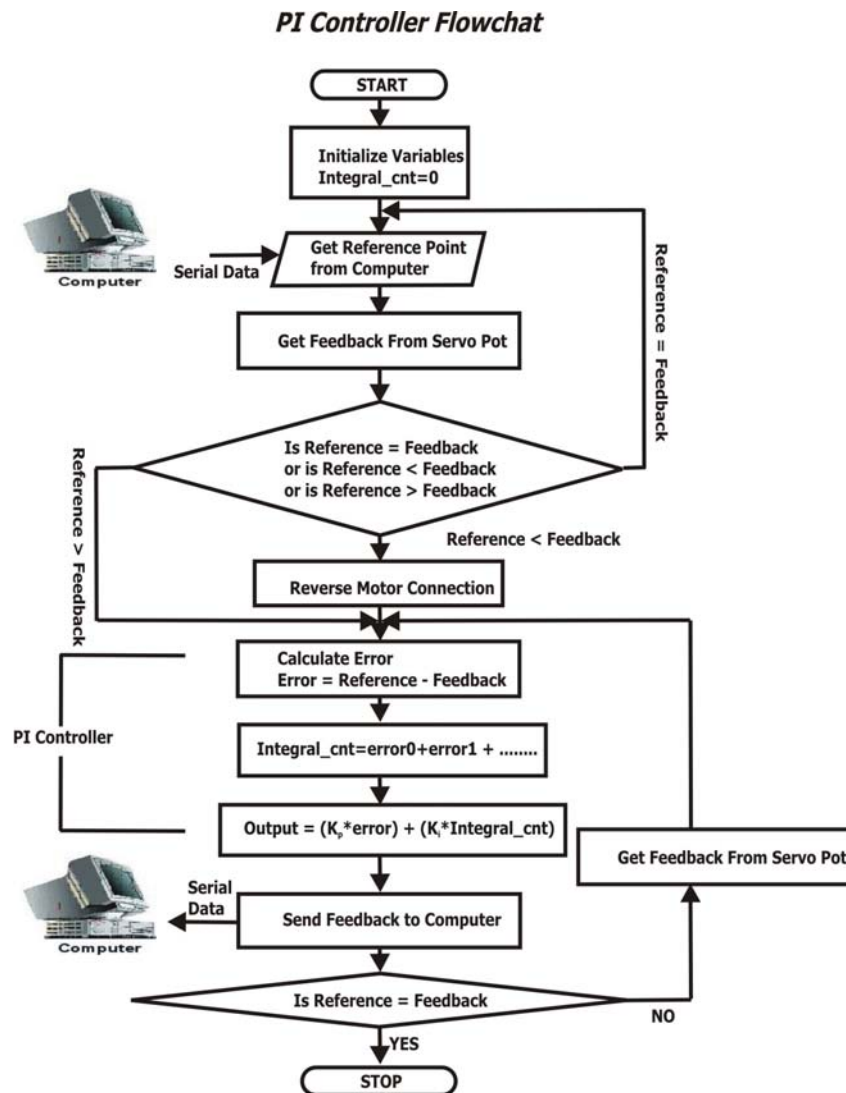 PI Controller Flowchat
START
Initialize Variables
Integral_cnt=0
Computer
Serial Data
Get Reference Point
from Computer
Get Feedback From Servo Pot
Reference = Feedback
Is Reference = Feedback
or is Reference < Feedback
or is Reference > Feedback
Reference > Feedback
Reference < Feedback
Reverse Motor Connection
Calculate Error
Error = Reference - Feedback
PI Controller
Integral_cnt=error0+error1 + ........
Output = (Kp*error) + (Ki*Integral_cnt)
Get Feedback From Servo Pot
Serial
Data
Computer
Send Feedback to Computer
Is Reference = Feedback
NO
YES
STOP